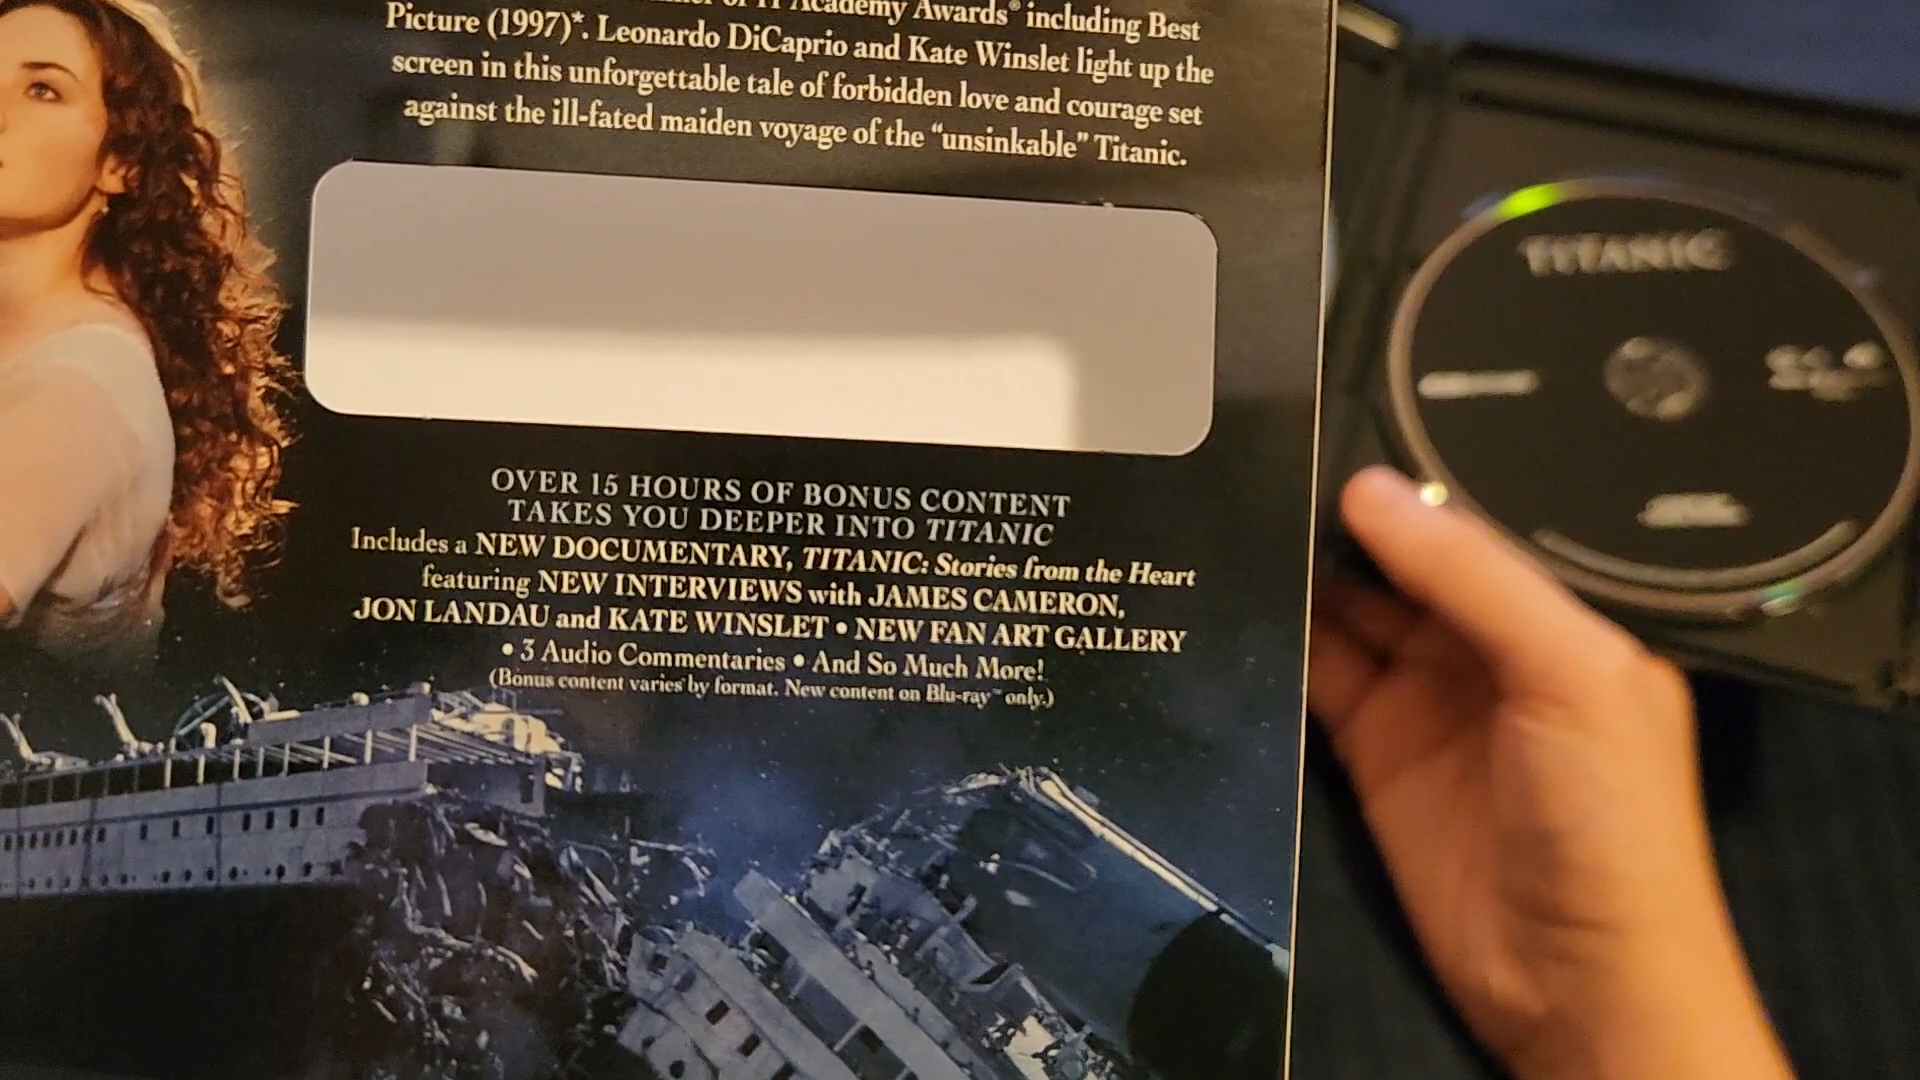 Academy Awards® including Best
Picture (1997)*. Leonardo DiCaprio and Kate Winslet light up the
screen in this unforgettable tale of forbidden love and courage set
against the ill-fated maiden voyage of the “unsinkable” Titanic.
OVER 15 HOURS OF BONUS CONTENT
TAKES YOU DEEPER INTO TITANIC
Includes a NEW DOCUMENTARY, TITANIC: Stories from the Heart
featuring NEW INTERVIEWS with JAMES CAMERON,
JON LANDAU and KATE WINSLET • NEW FAN ART GALLERY
• 3 Audio Commentaries • And So Much More!
(Bonus content varies by format. New content on Blu-ray™ only.)
TITANIC